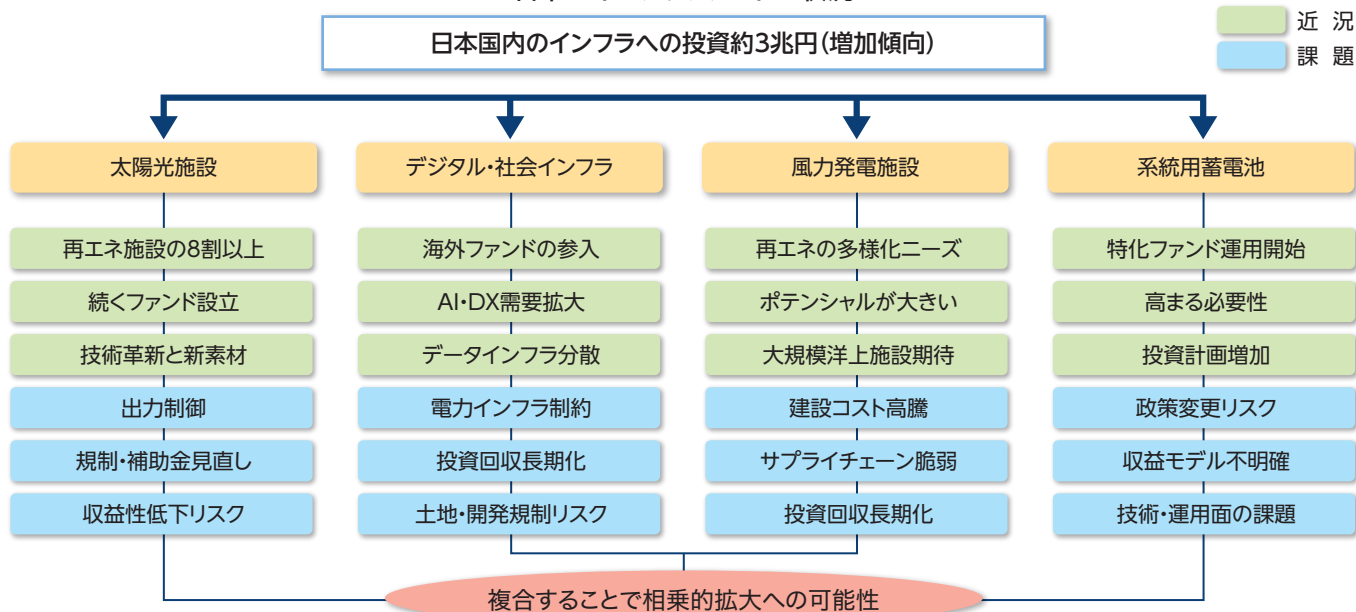 日本国内のインフラへの投資約3兆円(増加傾向)
近 況
課 題
太陽光施設
再エネ施設の8割以上
続くファンド設立
技術革新と新素材
出力制御
規制・補助金見直し
収益性低下リスク
デジタル・社会インフラ
海外ファンドの参入
AI・DX需要拡大
データインフラ分散
電力インフラ制約
投資回収長期化
土地・開発規制リスク
風力発電施設
再エネの多様化ニーズ
ポテンシャルが大きい
大規模洋上施設期待
建設コスト高騰
サプライチェーン脆弱
投資回収長期化
系統用蓄電池
特化ファンド運用開始
高まる必要性
投資計画増加
政策変更リスク
収益モデル不明確
技術・運用面の課題
複合することで相乗的拡大への可能性